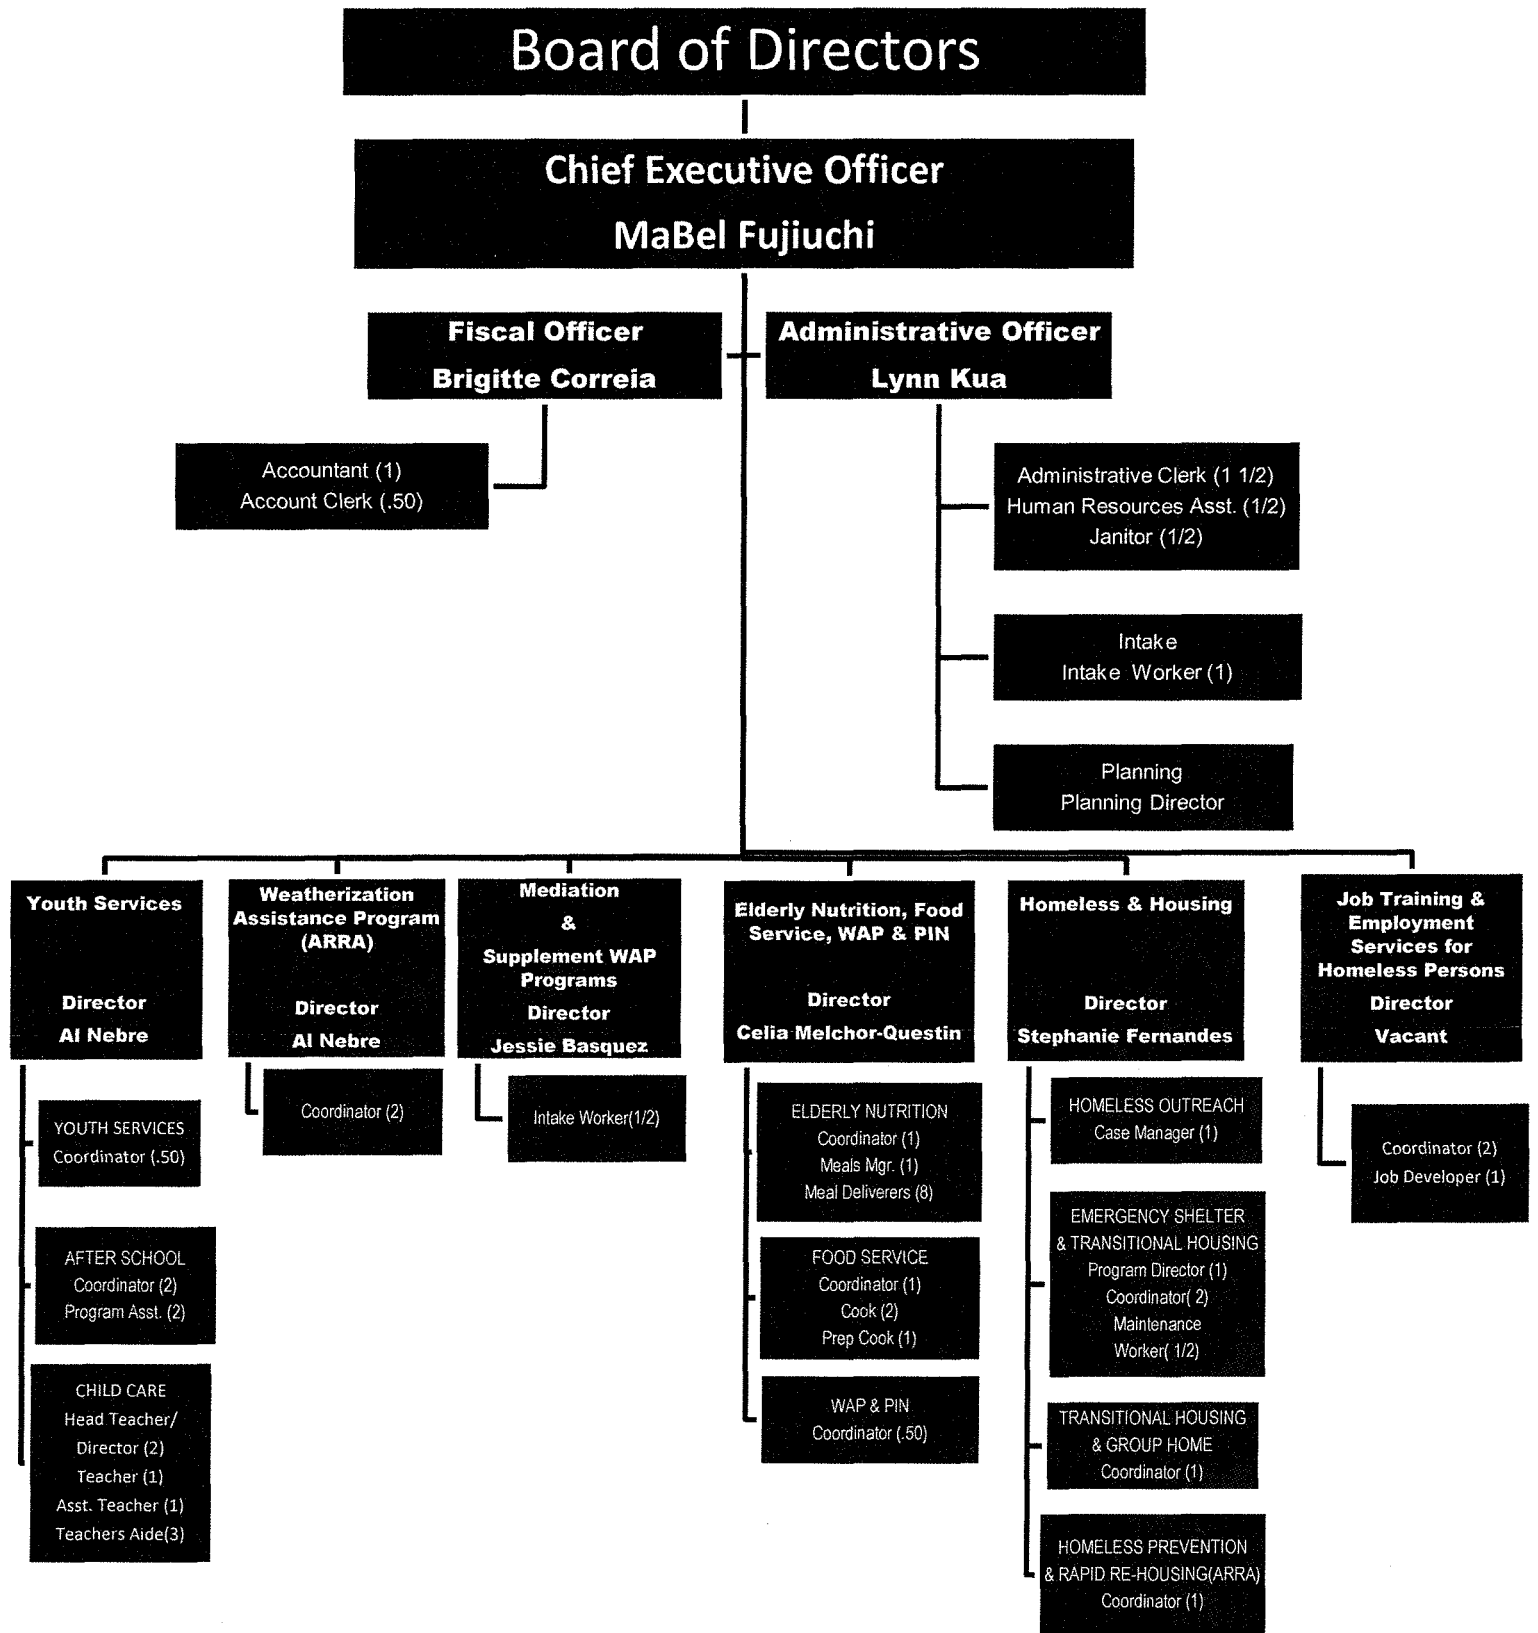 Board of Directors
Chief Executive Officer
MaBel Fujiuchi
Fiscal Officer
Brigitte Correia
Administrative Officer
Lynn Kua
Accountant (1)
Account Clerk (.50)
Administrative Clerk (1 1/2)
Human Resources Asst. (1/2)
Janitor (1/2)
Intake
Intake Worker (1)
Planning
Planning Director
Youth Services
Director
Al Nebre
Weatherization
Assistance Program
(ARRA)
Director
Al Nebre
Mediation
&
Supplement WAP
Programs
Director
Jessie Basquez
Elderly Nutrition, Food
Service, WAP & PIN
Director
Celia Melchor-Questin
Homeless & Housing
Director
Stephanie Fernandes
Job Training &
Employment
Services for
Homeless Persons
Director
Vacant
YOUTH SERVICES
Coordinator (.50)
AFTER SCHOOL
Coordinator (2)
Program Asst. (2)
CHILD CARE
Head Teacher/
Director (2)
Teacher (1)
Asst. Teacher (1)
Teachers Aide(3)
Coordinator (2)
Intake Worker(1/2)
ELDERLY NUTRITION
Coordinator (1)
Meals Mgr. (1)
Meal Deliverers (8)
FOOD SERVICE
Coordinator (1)
Cook (2)
Prep Cook (1)
WAP & PIN
Coordinator (.50)
HOMELESS OUTREACH
Case Manager (1)
EMERGENCY SHELTER
& TRANSITIONAL HOUSING
Program Director (1)
Coordinator( 2)
Maintenance
Worker( 1/2)
TRANSITIONAL HOUSING
& GROUP HOME
Coordinator (1)
HOMELESS PREVENTION
& RAPID RE-HOUSING(ARRA)
Coordinator (1)
Coordinator (2)
Job Developer (1)